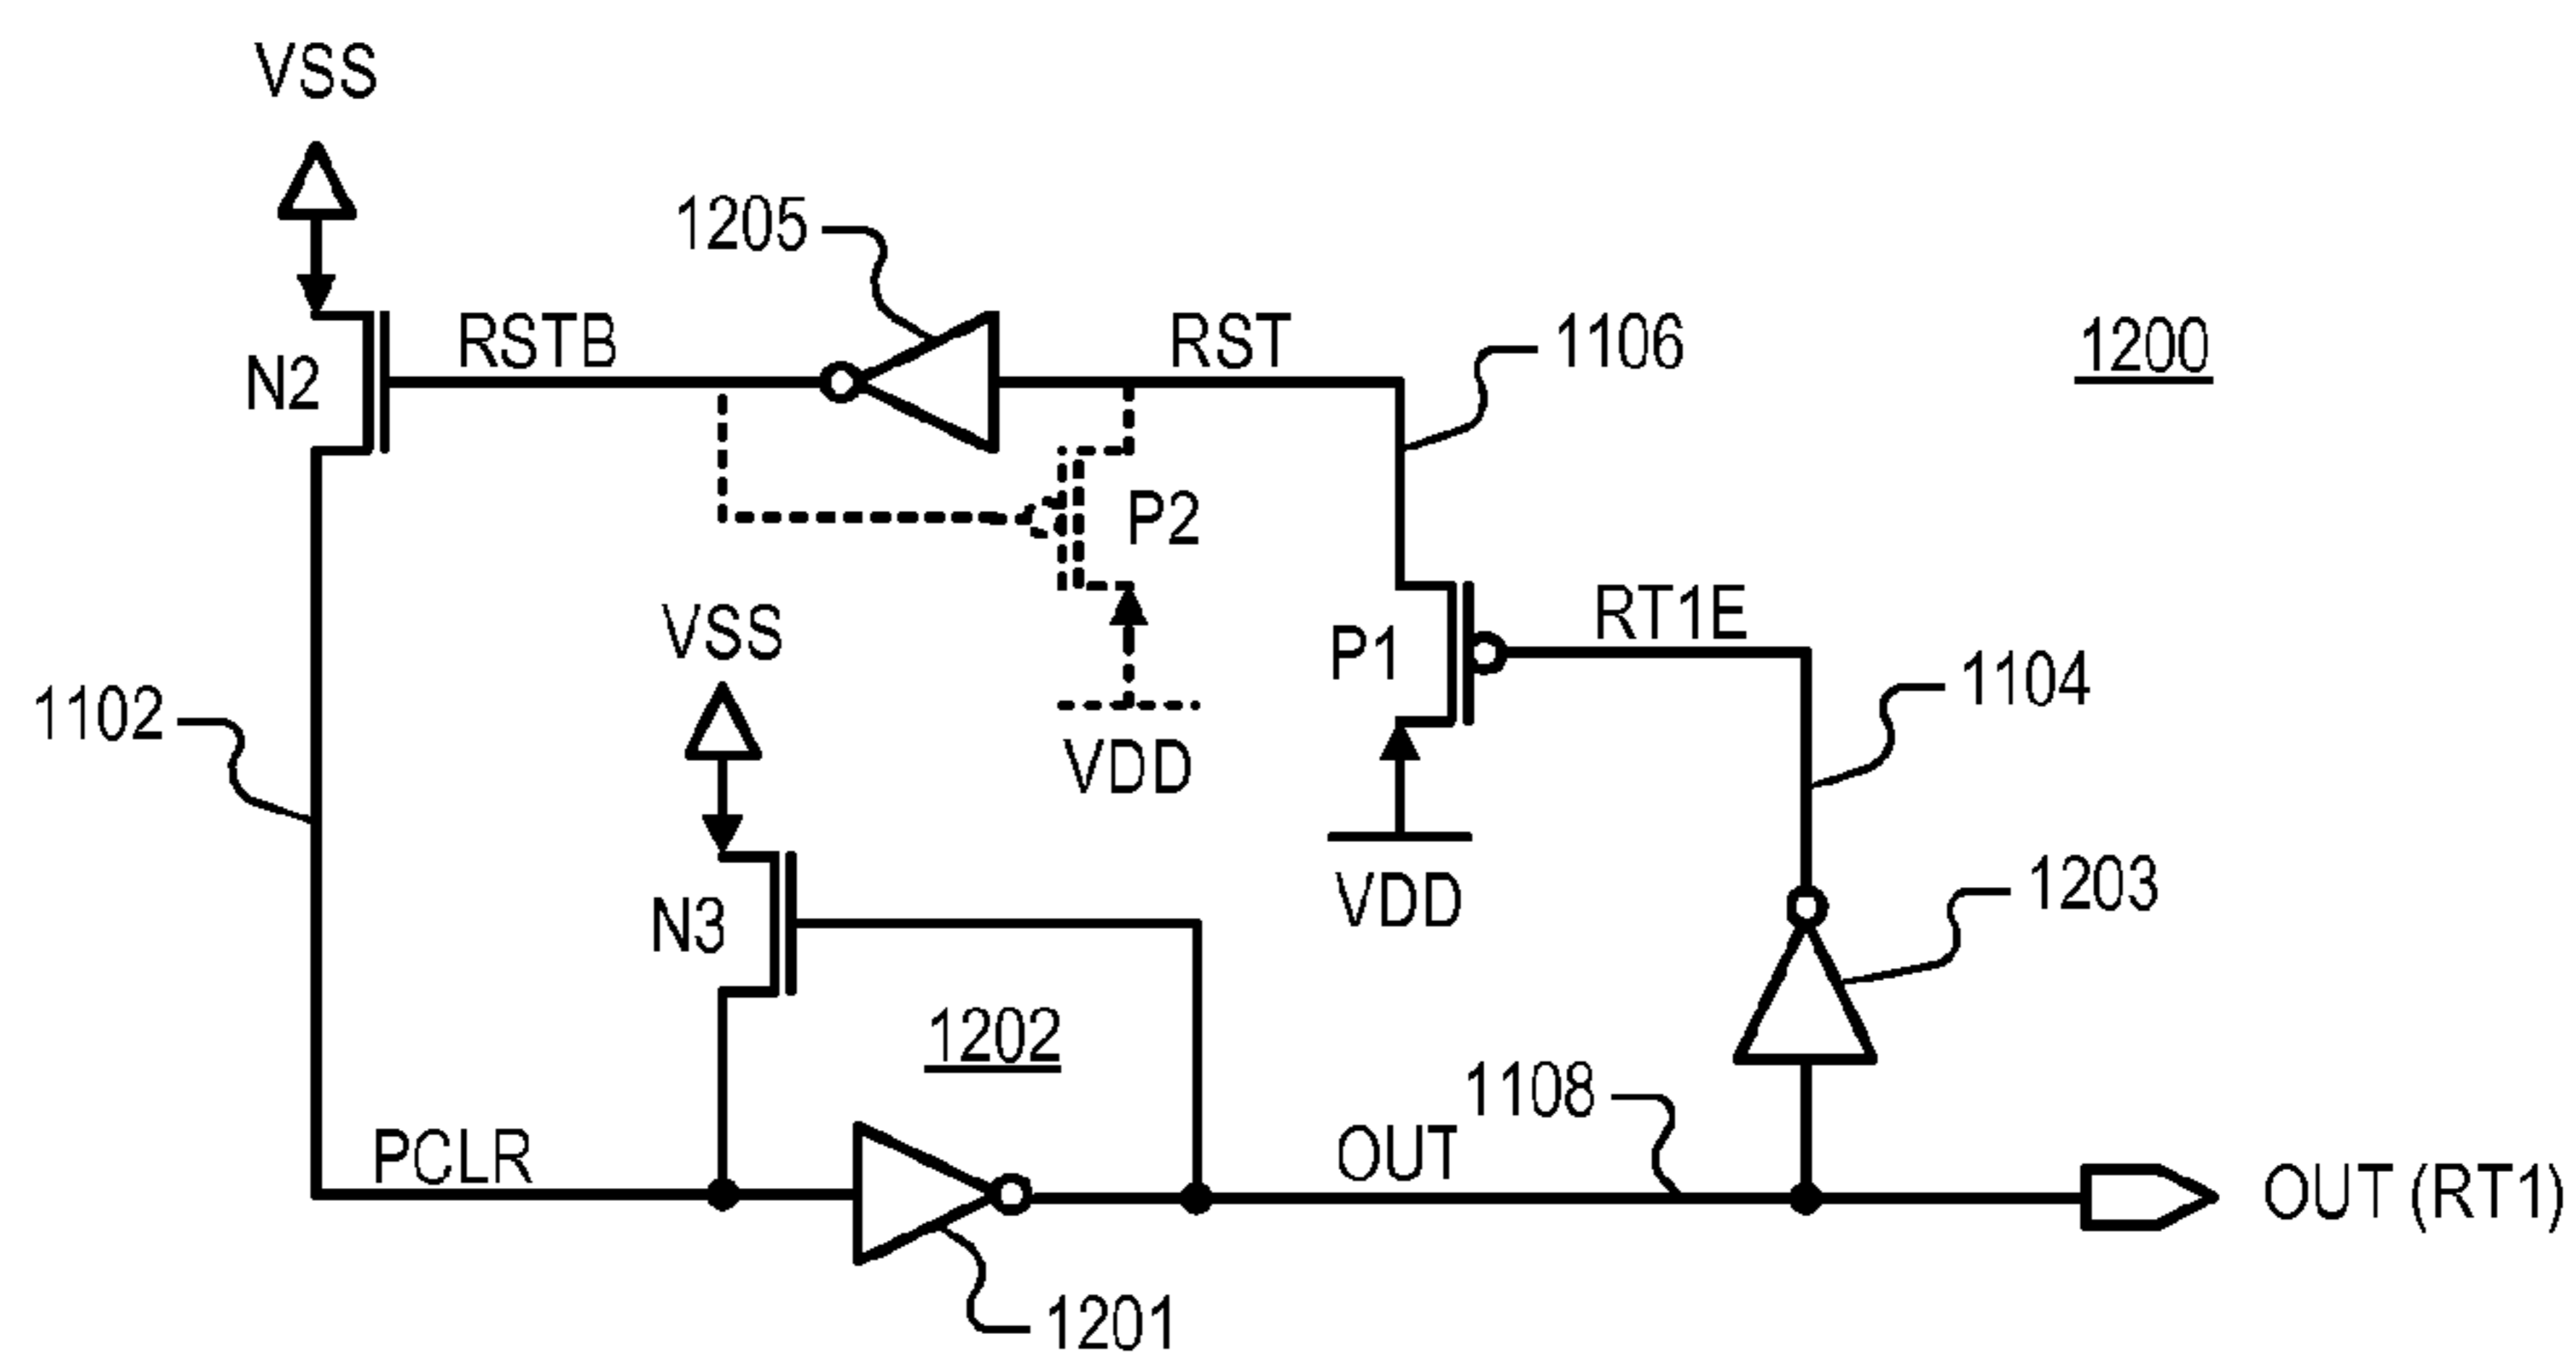 VSS
1205
RSTB
RST
1106
1200
N2
P2
VSS
RT1E
P1
1104
1102
VDD
VDD
1203
N3
1202
1108
PCLR
OUT
OUT (RT1)
1201